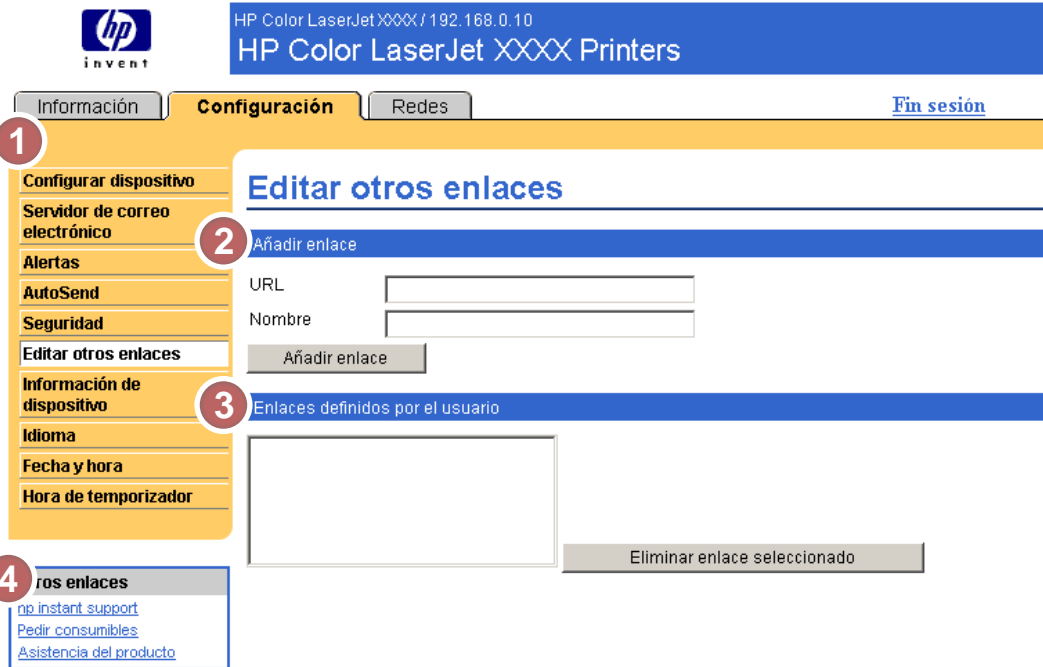 hp
invent
HP Color LaserJet XXXX / 192.168.0.10
HP Color LaserJet XXXX Printers
Información
Configuración
Redes
Fin sesión
1
Configurar dispositivo
Servidor de correo
electrónico
Alertas
AutoSend
Seguridad
Editar otros enlaces
Información de
dispositivo
Idioma
Fecha y hora
Hora de temporizador
Editar otros enlaces
2
Añadir enlace
URL
Nombre
Añadir enlace
3
Enlaces definidos por el usuario
Eliminar enlace seleccionado
4
ros enlaces
hp instant support
Pedir consumibles
Asistencia del producto